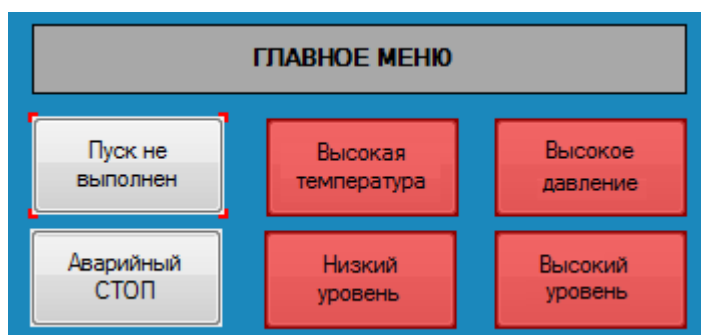 ГЛАВНОЕ МЕНЮ
Пуск не
выполнен
Высокая
температура
Высокое
давление
Аварийный
СТОП
Низкий
уровень
Высокий
уровень